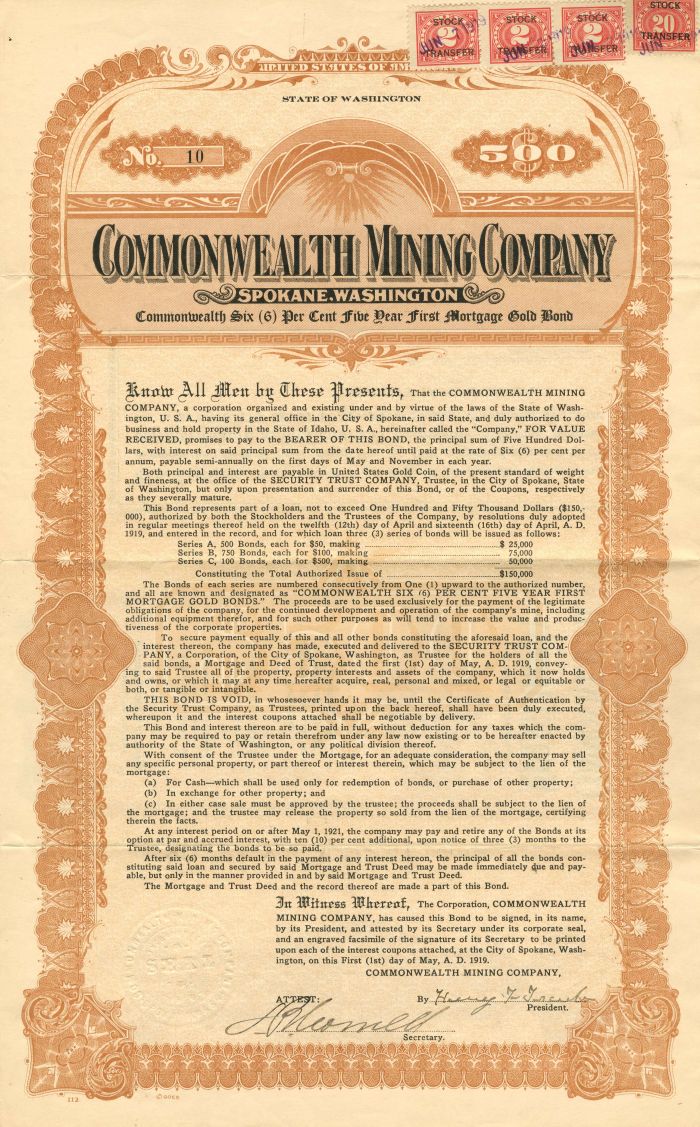 STOCK TRANSFER 2 JUN 2 1919
STOCK TRANSFER 2 JUN
STOCK TRANSFER 2 JUN
STOCK TRANSFER 20 JUN
UNITED STATES OF
STATE OF WASHINGTON
No. 10
$500
COMMONWEALTH MINING COMPANY
SPOKANE, WASHINGTON
Commonwealth Six (6) Per Cent Five Year First Mortgage Gold Bond
Know All Men by These Presents, That the COMMONWEALTH MINING
COMPANY, a corporation organized and existing under and by virtue of the laws of the State of Wash-
ington, U. S. A., having its general office in the City of Spokane, in said State, and duly authorized to do
business and hold property in the State of Idaho, U. S. A., hereinafter called the "Company," FOR VALUE
RECEIVED, promises to pay to the BEARER OF THIS BOND, the principal sum of Five Hundred Dol-
lars, with interest on said principal sum from the date hereof until paid at the rate of Six (6) per cent per
annum, payable semi-annually on the first days of May and November in each year.
Both principal and interest are payable in United States Gold Coin, of the present standard of weight
and fineness, at the office of the SECURITY TRUST COMPANY, Trustee, in the City of Spokane, State
of Washington, but only upon presentation and surrender of this Bond, or of the Coupons, respectively
as they severally mature.
This Bond represents part of a loan, not to exceed One Hundred and Fifty Thousand Dollars ($150,-
000), authorized by both the Stockholders and the Trustees of the Company, by resolutions duly adopted
in regular meetings thereof held on the twelfth (12th) day of April and sixteenth (16th) day of April, A. D.
1919, and entered in the record, and for which loan three (3) series of bonds will be issued as follows:
Series A, 500 Bonds, each for $50, making $ 25,000
Series B, 750 Bonds, each for $100, making 75,000
Series C, 100 Bonds, each for $500, making 50,000
Constituting the Total Authorized Issue of $150,000
The Bonds of each series are numbered consecutively from One (1) upward to the authorized number,
and all are known and designated as "COMMONWEALTH SIX (6) PER CENT FIVE YEAR FIRST
MORTGAGE GOLD BONDS." The proceeds are to be used exclusively for the payment of the legitimate
obligations of the company, for the continued development and operation of the company's mine, including
additional equipment therefor, and for such other purposes as will tend to increase the value and produc-
tiveness of the corporate properties.
To secure payment equally of this and all other bonds constituting the aforesaid loan, and the
interest thereon, the company has made, executed and delivered to the SECURITY TRUST COM-
PANY, a Corporation, of the City of Spokane, Washington, as Trustee for the holders of all the
said bonds, a Mortgage and Deed of Trust, dated the first (1st) day of May, A. D. 1919, convey-
ing to said Trustee all of the property, property interests and assets of the company, which it now holds
and owns, or which it may at any time hereafter acquire, real, personal and mixed, or legal or equitable or
both, or tangible or intangible.
THIS BOND IS VOID, in whosesoever hands it may be, until the Certificate of Authentication by
the Security Trust Company, as Trustees, printed upon the back hereof, shall have been duly executed,
whereupon it and the interest coupons attached shall be negotiable by delivery.
This Bond and interest thereon are to be paid in full, without deduction for any taxes which the com-
pany may be required to pay or retain therefrom under any law now existing or to be hereafter enacted by
authority of the State of Washington, or any political division thereof.
With consent of the Trustee under the Mortgage, for an adequate consideration, the company may sell
any specific property, or part thereof or interest therein, which may be subject to the lien of the
mortgage:
(a) For Cash—which shall be used only for redemption of bonds, or purchase of other property;
(b) In exchange for other property; and
(c) In either case sale must be approved by the trustee; the proceeds shall be subject to the lien of
the mortgage; and the trustee may release the property so sold from the lien of the mortgage, certifying
therein the facts.
At any interest period on or after May 1, 1921, the company may pay and retire any of the Bonds at its
option at par and accrued interest, with ten (10) per cent additional, upon notice of three (3) months to the
Trustee, designating the bonds to be so paid.
After six (6) months default in the payment of any interest hereon, the principal of all the bonds con-
stituting said loan and secured by said Mortgage and Trust Deed may be made immediately due and pay-
able, but only in the manner provided in and by said Mortgage and Trust Deed.
The Mortgage and Trust Deed and the record thereof are made a part of this Bond.
In Witness Whereof, The Corporation, COMMONWEALTH
MINING COMPANY, has caused this Bond to be signed, in its name,
by its President, and attested by its Secretary under its corporate seal,
and an engraved facsimile of the signature of its Secretary to be printed
upon each of the interest coupons attached, at the City of Spokane, Wash-
ington, on this First (1st) day of May, A. D. 1919.
COMMONWEALTH MINING COMPANY,
ATTEST: By
President.
Secretary.
112
© GOES